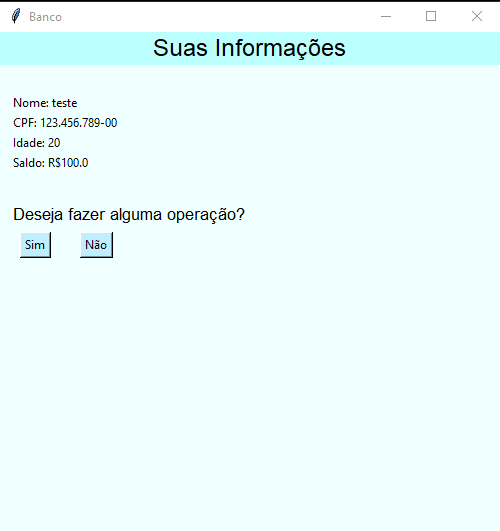 Banco
Suas Informações
Nome: teste
CPF: 123.456.789-00
Idade: 20
Saldo: R$100.0
Deseja fazer alguma operação?
Sim Não